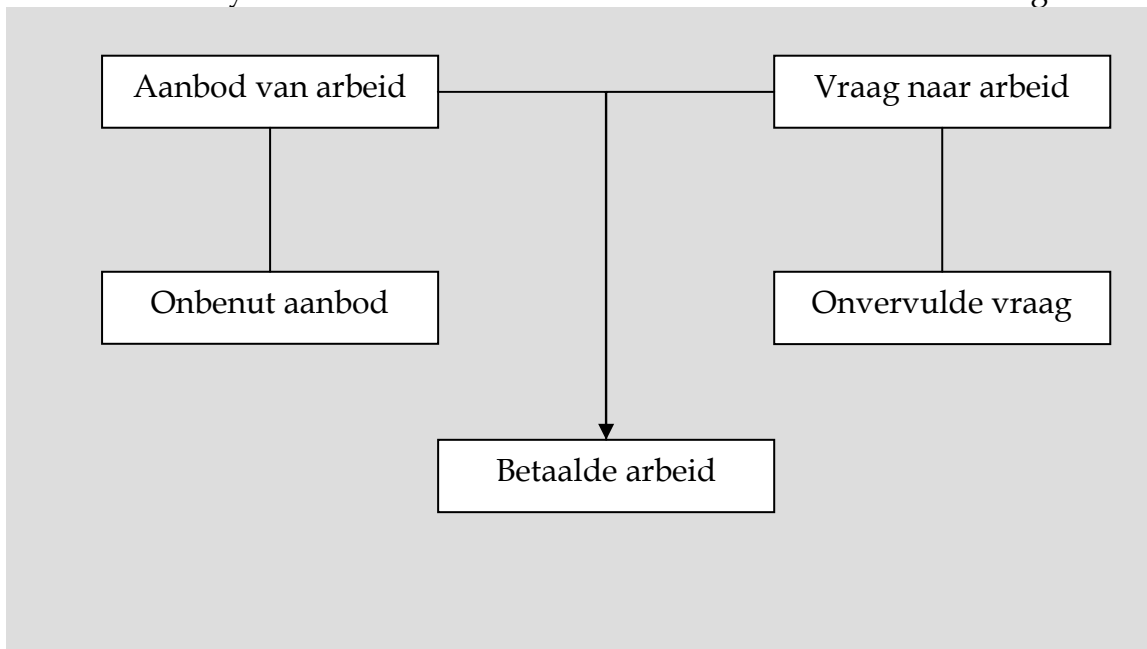 Aanbod van arbeid
Vraag naar arbeid
Onbenut aanbod
Onvervulde vraag
Betaalde arbeid